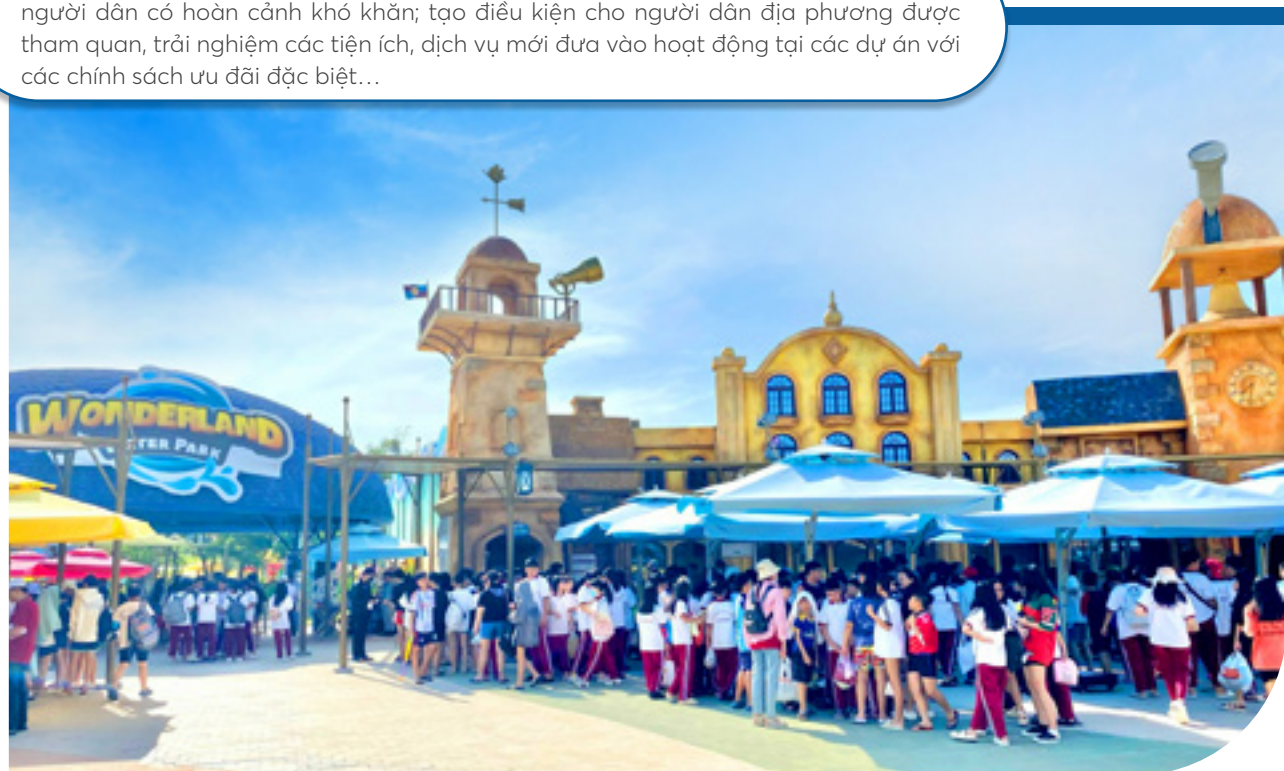 người dân có hoàn cảnh khó khăn; tạo điều kiện cho người dân địa phương được
tham quan, trải nghiệm các tiện ích, dịch vụ mới đưa vào hoạt động tại các dự án với
các chính sách ưu đãi đặc biệt...
WONDERLAND
WATER PARK